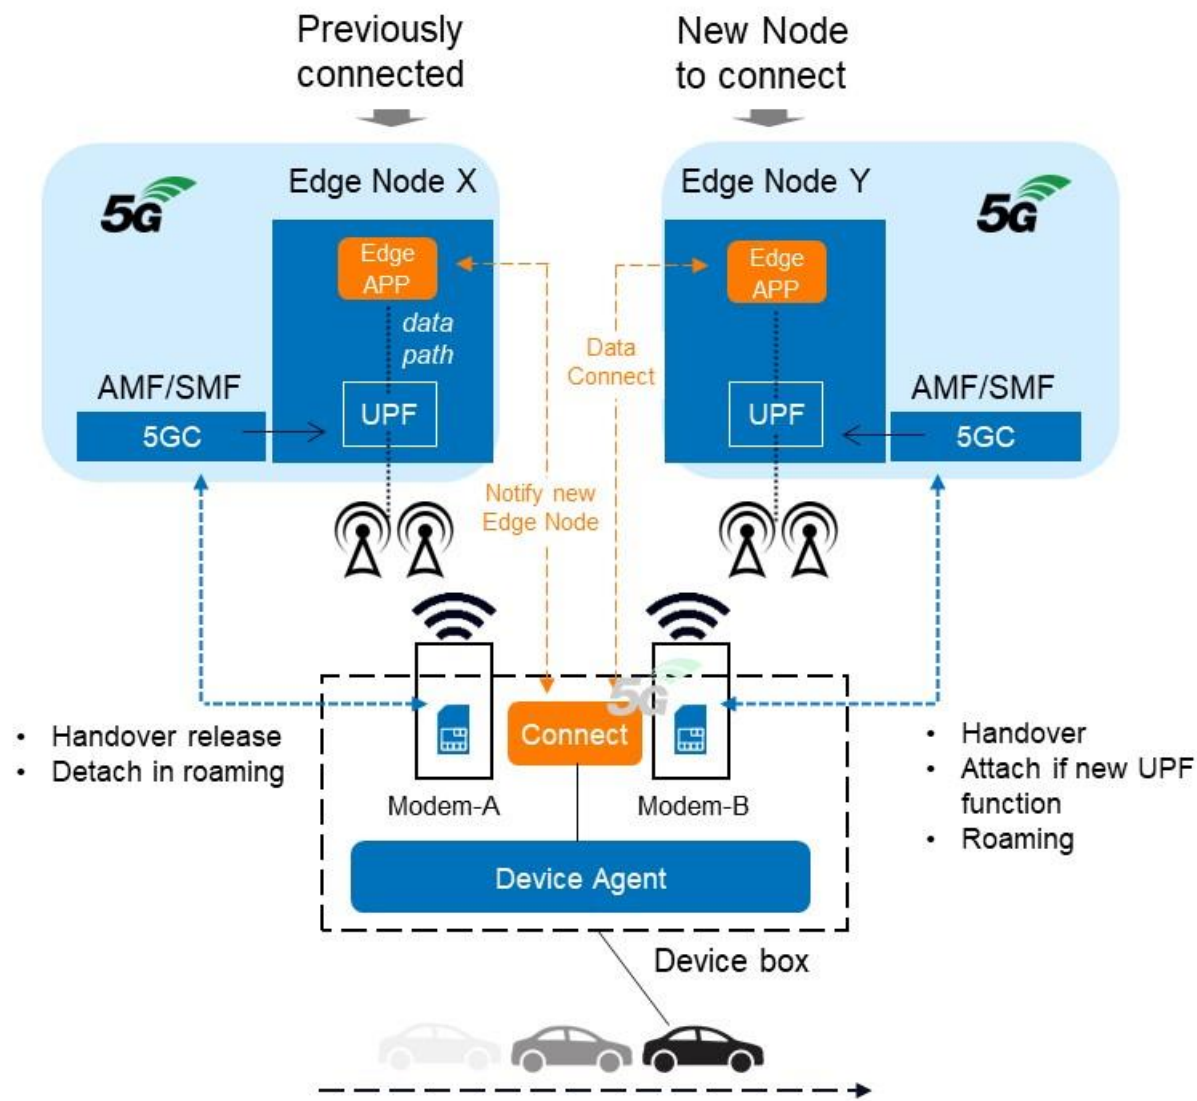 Previously
connected
New Node
to connect
5G
Edge Node X
Edge
APP
data
path
AMF/SMF
5GC
UPF
Edge Node Y
5G
Edge
APP
UPF
AMF/SMF
5GC
Data
Connect
Notify new
Edge Node
• Handover release
• Detach in roaming
Modem-A
Connect
5G
Modem-B
• Handover
• Attach if new UPF
function
• Roaming
Device Agent
Device box